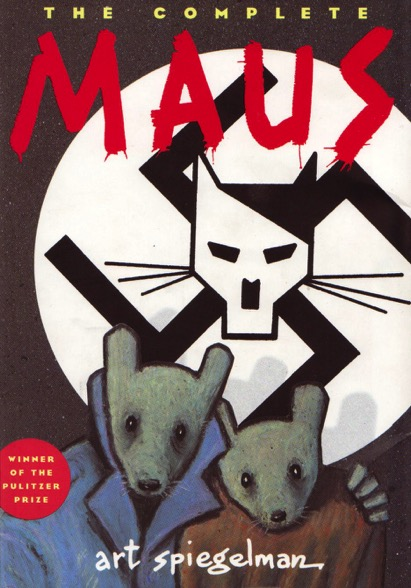 THE COMPLETE
MAUS
WINNER
OF THE
PULITZER
PRIZE
art spiegelman